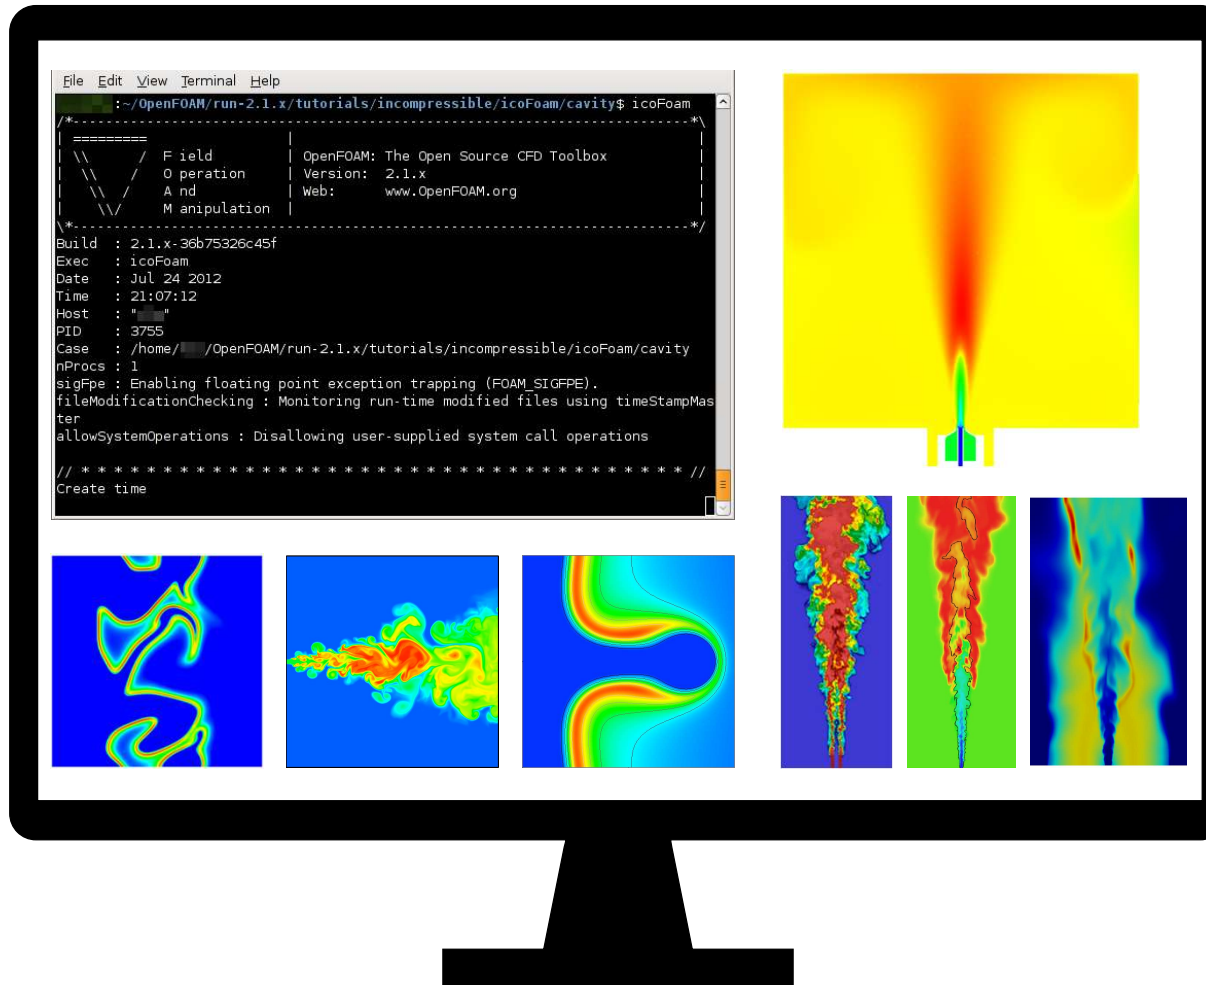 File Edit View Terminal Help
:~/OpenFOAM/run-2.1.x/tutorials/incompressible/icoFoam/cavity$ icoFoam
/*---------------------------------------------------------------------------*\
| =========                 |                                                 |
| \\      /  F ield         | OpenFOAM: The Open Source CFD Toolbox           |
|  \\    /   O peration     | Version:  2.1.x                                 |
|   \\  /    A nd           | Web:      www.OpenFOAM.org                      |
|    \\/     M anipulation  |                                                 |
\*---------------------------------------------------------------------------*/
Build  : 2.1.x-36b75326c45f
Exec   : icoFoam
Date   : Jul 24 2012
Time   : 21:07:12
Host   : " "
PID    : 3755
Case   : /home/ /OpenFOAM/run-2.1.x/tutorials/incompressible/icoFoam/cavity
nProcs : 1
sigFpe : Enabling floating point exception trapping (FOAM_SIGFPE).
fileModificationChecking : Monitoring run-time modified files using timeStampMas
ter
allowSystemOperations : Disallowing user-supplied system call operations
// * * * * * * * * * * * * * * * * * * * * * * * * * * * * * * * * * * * * * //
Create time